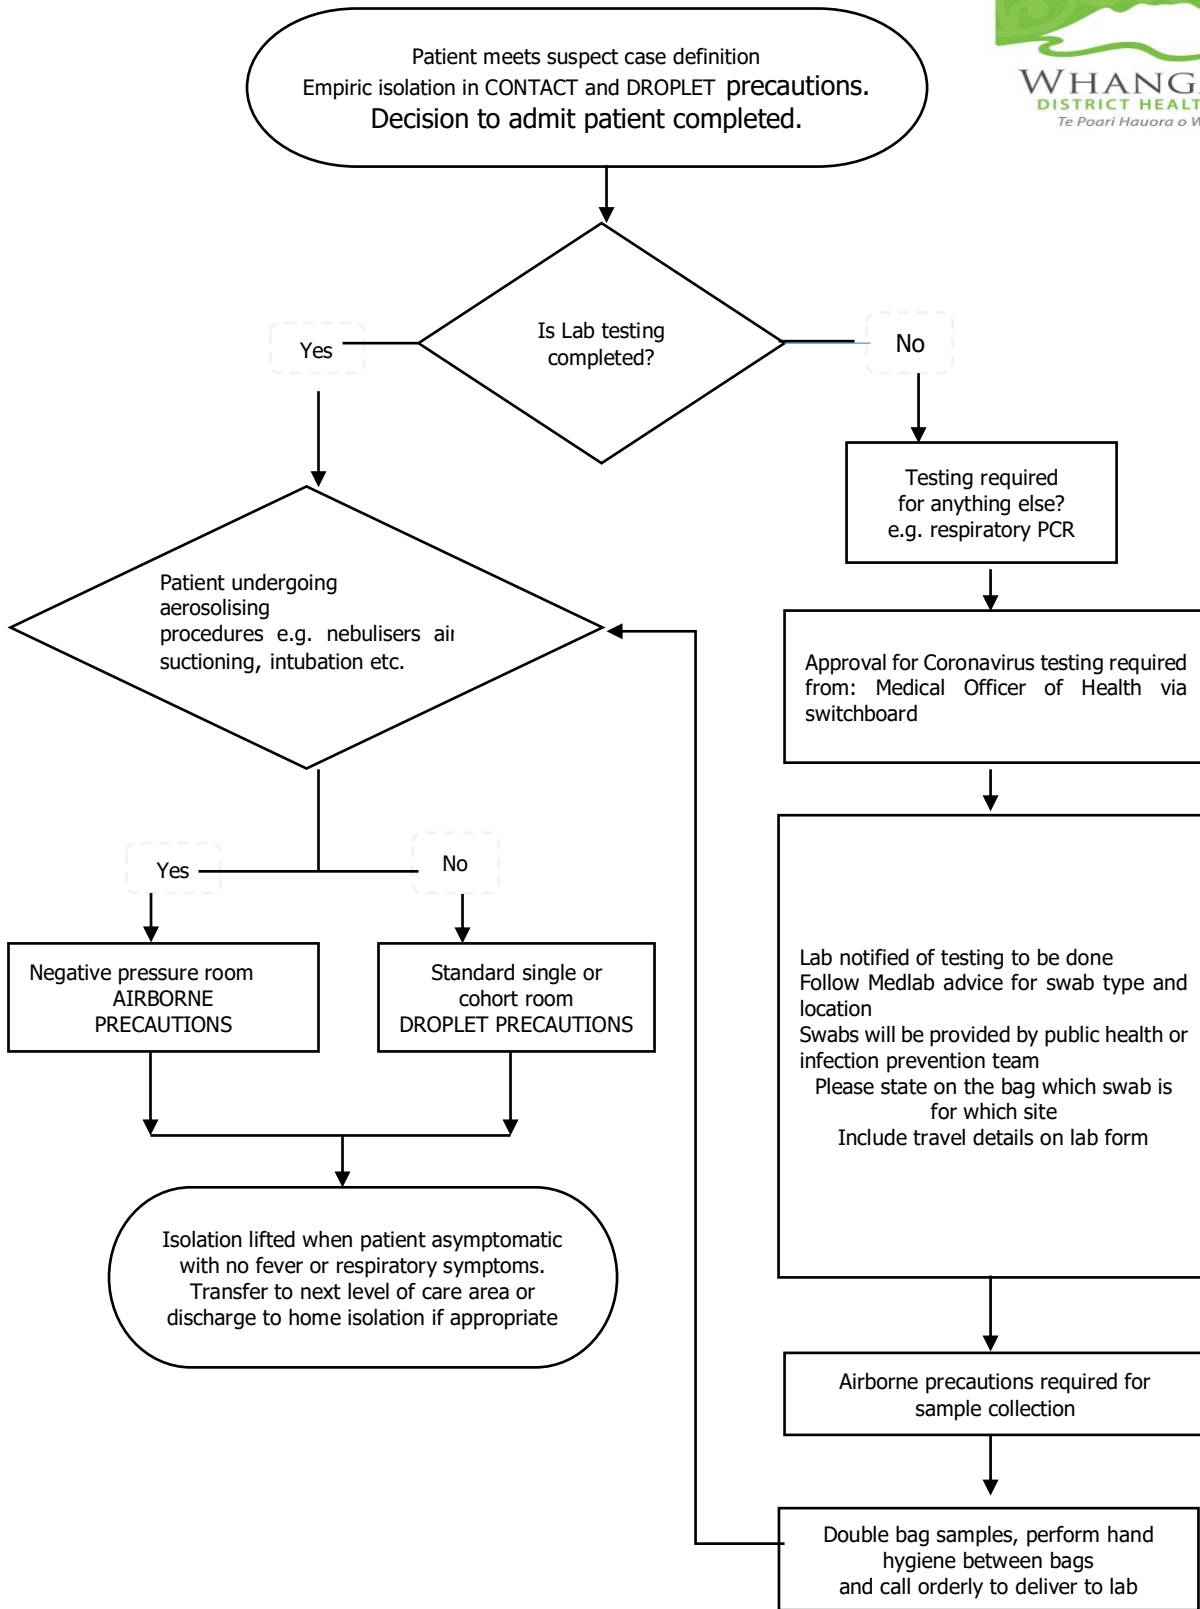 Patient meets suspect case definition
Empiric isolation in CONTACT and DROPLET precautions.
Decision to admit patient completed.
WHANG
DISTRICT HEALT
Te Poari Hauora o W
Is Lab testing
completed?
Yes
No
Testing required
for anything else?
e.g. respiratory PCR
Patient undergoing
aerosolising
procedures e.g. nebulisers
suctioning, intubation etc.
Approval for Coronavirus testing required
from: Medical Officer of Health via
switchboard
Yes
No
Negative pressure room
AIRBORNE
PRECAUTIONS
Standard single or
cohort room
DROPLET PRECAUTIONS
Lab notified of testing to be done
Follow Medlab advice for swab type and
location
Swabs will be provided by public health or
infection prevention team
Please state on the bag which swab is
for which site
Include travel details on lab form
Isolation lifted when patient asymptomatic
with no fever or respiratory symptoms.
Transfer to next level of care area or
discharge to home isolation if appropriate
Airborne precautions required for
sample collection
Double bag samples, perform hand
hygiene between bags
and call orderly to deliver to lab